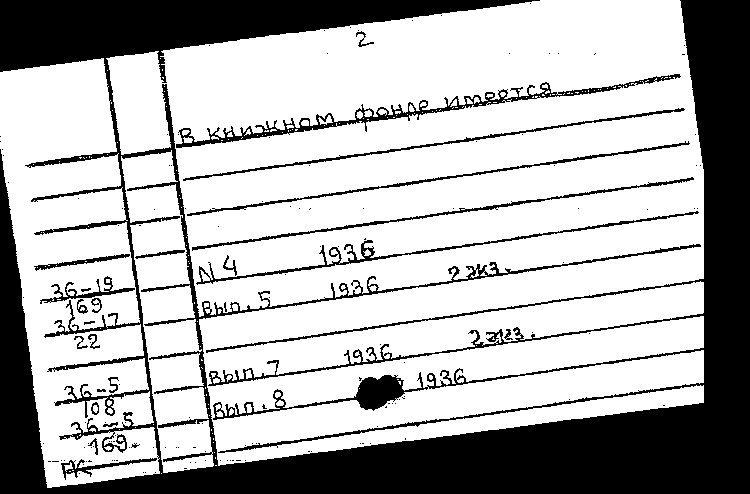 2
В книжном фонде имеется
N 4 1936
36-19
169 Вып. 5 1936 2 экз.
36-17
22
Вып. 7 1936. 2 экз.
36-5
108 Вып. 8 1936
36-5
169.
ГК